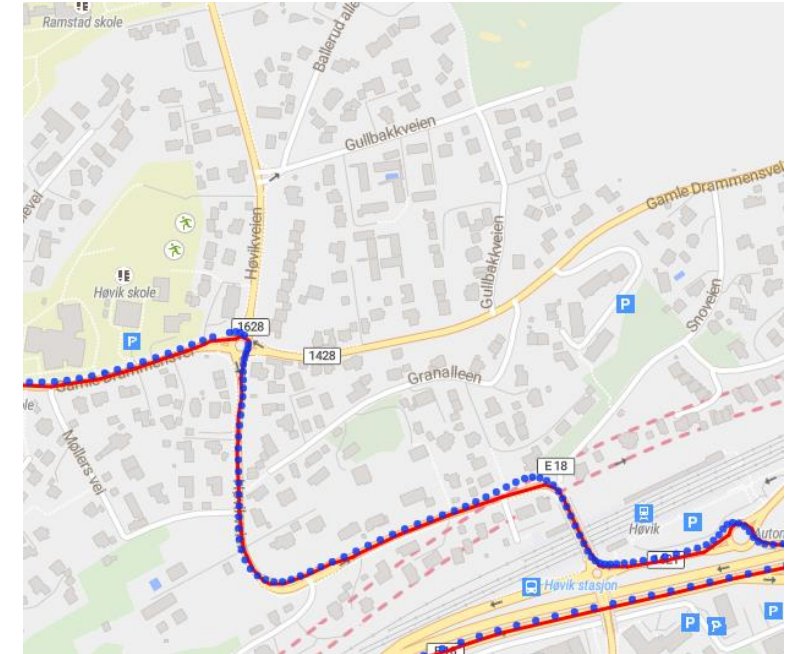 Ramstad skole
Ballerud allé
Gullbakkveien
Gamle Drammensvei
Høvikveien
Gullbakkveien
Høvik skole
P
P
Snoveien
1628
1428
Gamle Drammensvei
Granalleen
Møllers vei
E 18
Høvik
P
Høvik stasjon
P
P
P